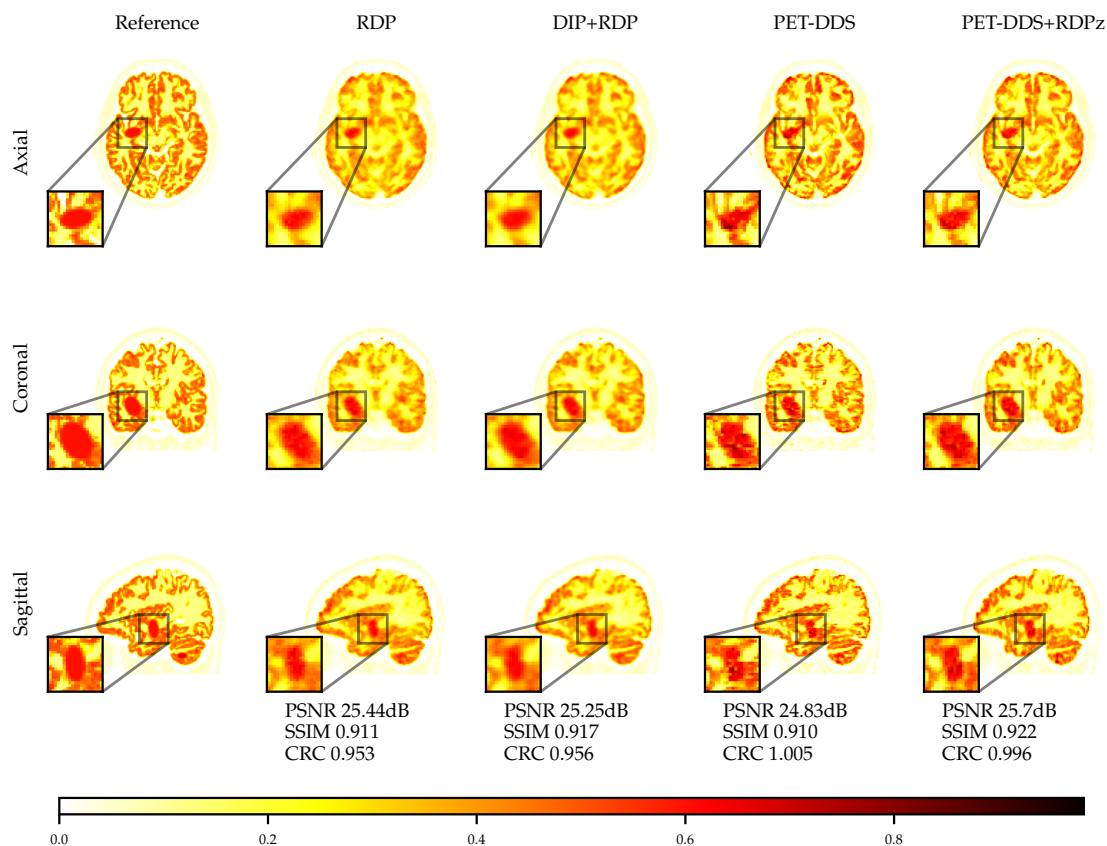 Reference RDP DIP+RDP PET-DDS PET-DDS+RDPz
Axial
Coronal
Sagittal
PSNR 25.44dB
SSIM 0.911
CRC 0.953
PSNR 25.25dB
SSIM 0.917
CRC 0.956
PSNR 24.83dB
SSIM 0.910
CRC 1.005
PSNR 25.7dB
SSIM 0.922
CRC 0.996
0.0 0.2 0.4 0.6 0.8